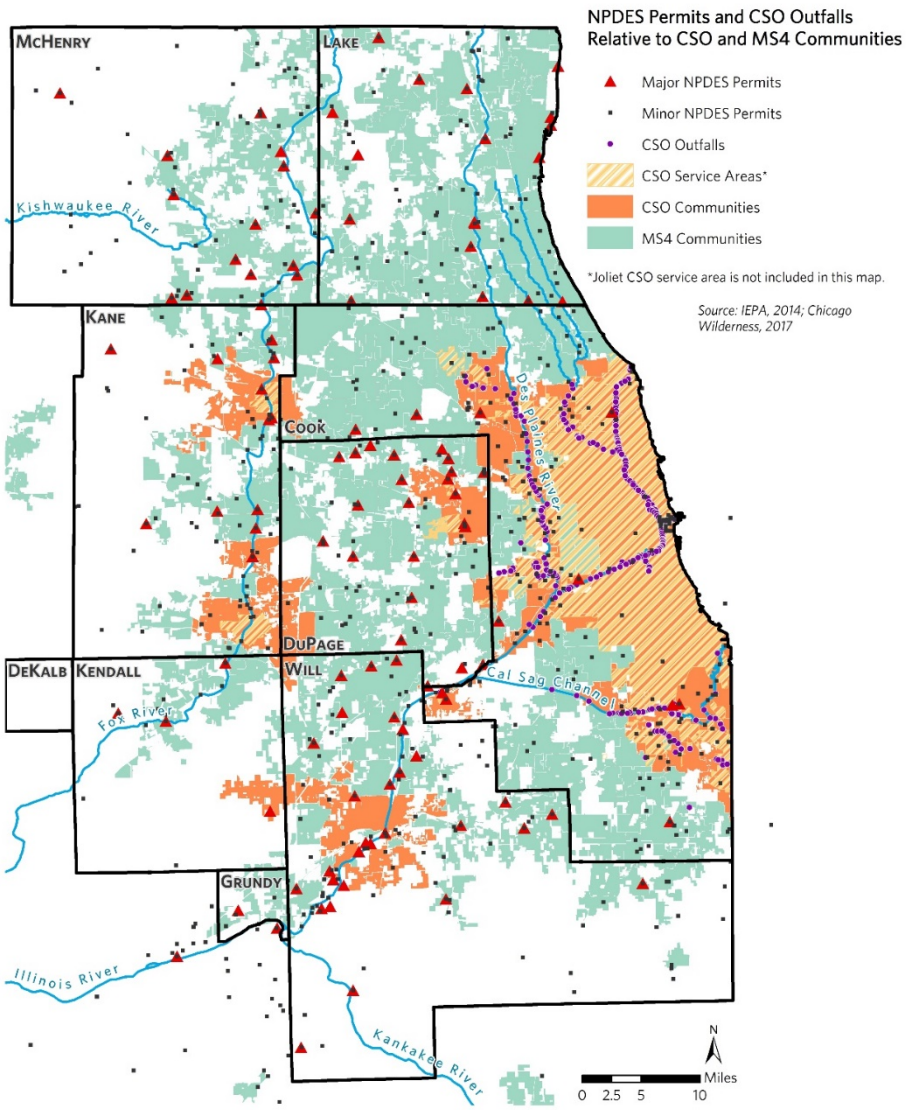 NPDES Permits and CSO Outfalls
Relative to CSO and MS4 Communities
Major NPDES Permits
Minor NPDES Permits
CSO Outfalls
CSO Service Areas*
CSO Communities
MS4 Communities
*Joliet CSO service area is not included in this map.
Source: IEPA, 2014; Chicago
Wilderness, 2017
MCHENRY
LAKE
Kishwaukee River
KANE
COOK
Des Plaines River
DUPAGE
DEKALB
KENDALL
WILL
Cal Sag Channel
Fox River
GRUNDY
Illinois River
Kankakee River
N
Miles
0 2.5 5 10